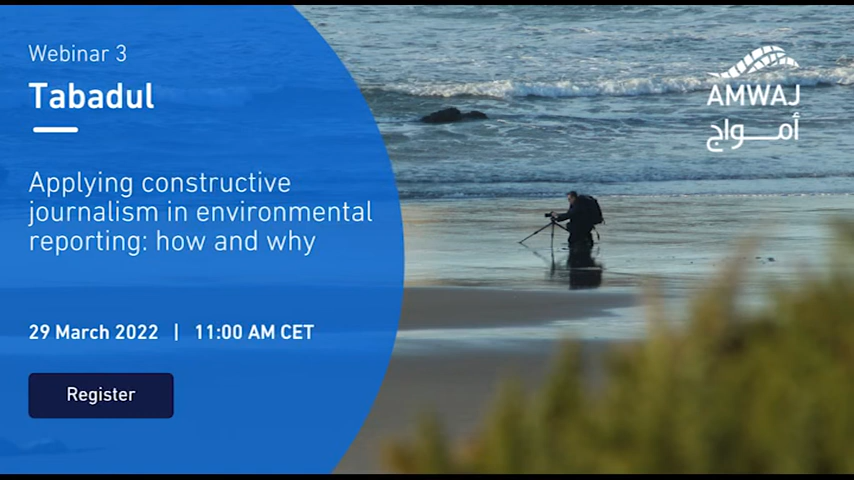 Webinar 3
Tabadul
Applying constructive
journalism in environmental
reporting: how and why
29 March 2022 | 11:00 AM CET
Register
AMWAJ
أمواج